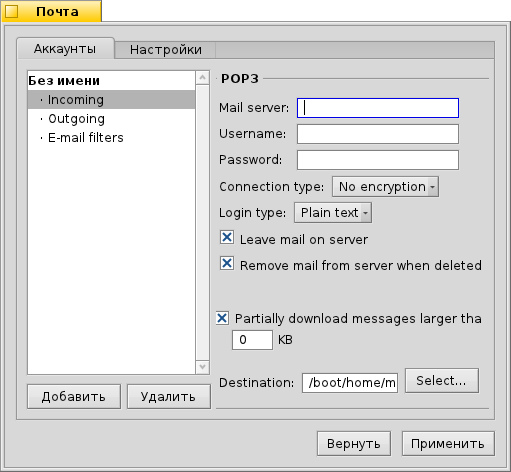 Почта
Аккаунты Настройки
Без имени
· Incoming
· Outgoing
· E-mail filters
POP3
Mail server:
Username:
Password:
Connection type: No encryption
Login type: Plain text
Leave mail on server
Remove mail from server when deleted
Partially download messages larger tha
0 KB
Destination: /boot/home/m Select...
Добавить Удалить
Вернуть Применить